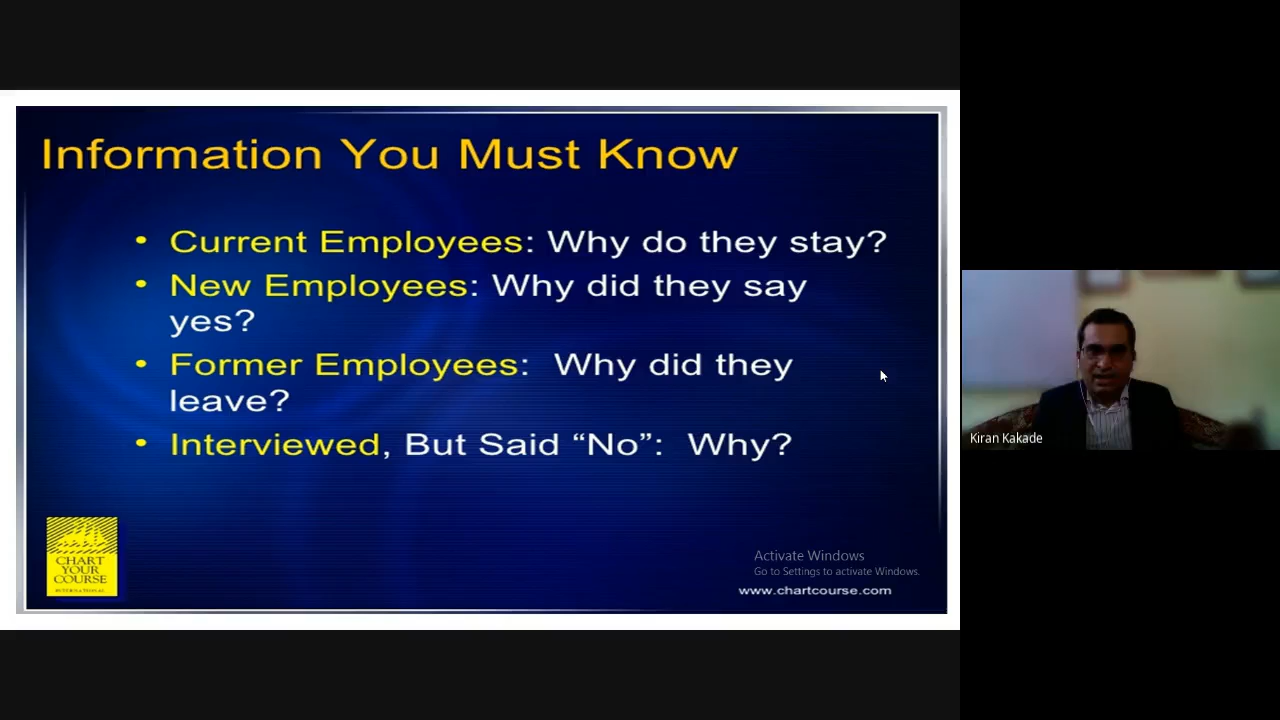 Information You Must Know
• Current Employees: Why do they stay?
• New Employees: Why did they say
yes?
• Former Employees: Why did they
leave?
• Interviewed, But Said “No”: Why?
CHART
YOUR
COURSE
Activate Windows
Go to Settings to activate Windows.
www.chartcourse.com
Kiran Kakade